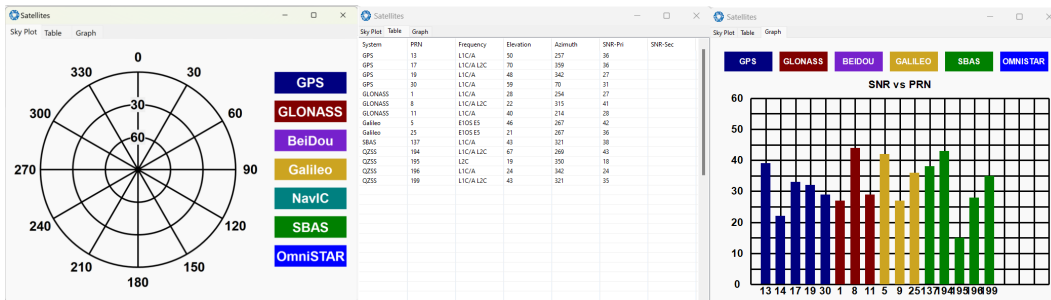 Satellites
Sky Plot Table Graph
0
330 30
30
300 60
60
270 90
240 120
210 150
180
GPS
GLONASS
BeiDou
Galileo
NavIC
SBAS
OmniSTAR
Satellites
Sky Plot Table Graph
System PRN Frequency Elevation Azimuth SNR-Pri SNR-Sec
GPS 13 L1C/A 50 257 36
GPS 17 L1C/A L2C 70 359 36
GPS 19 L1C/A 48 342 27
GPS 30 L1C/A 59 70 31
GLONASS 1 L1C/A 28 254 27
GLONASS 8 L1C/A L2C 22 315 41
GLONASS 11 L1C/A 40 214 28
Galileo 5 E1OS E5 46 267 42
Galileo 25 E1OS E5 21 267 36
SBAS 137 L1C/A 43 321 38
QZSS 194 L1C/A L2C 67 269 43
QZSS 195 L2C 19 350 18
QZSS 196 L1C/A 24 342 24
QZSS 199 L1C/A L2C 43 321 35
Satellites
Sky Plot Table Graph
GPS GLONASS BEIDOU GALILEO SBAS OMNISTAR
SNR vs PRN
60
50
40
30
20
10
0
13 14 17 19 30 1 8 11 5 9 25 137 194 195 196 199